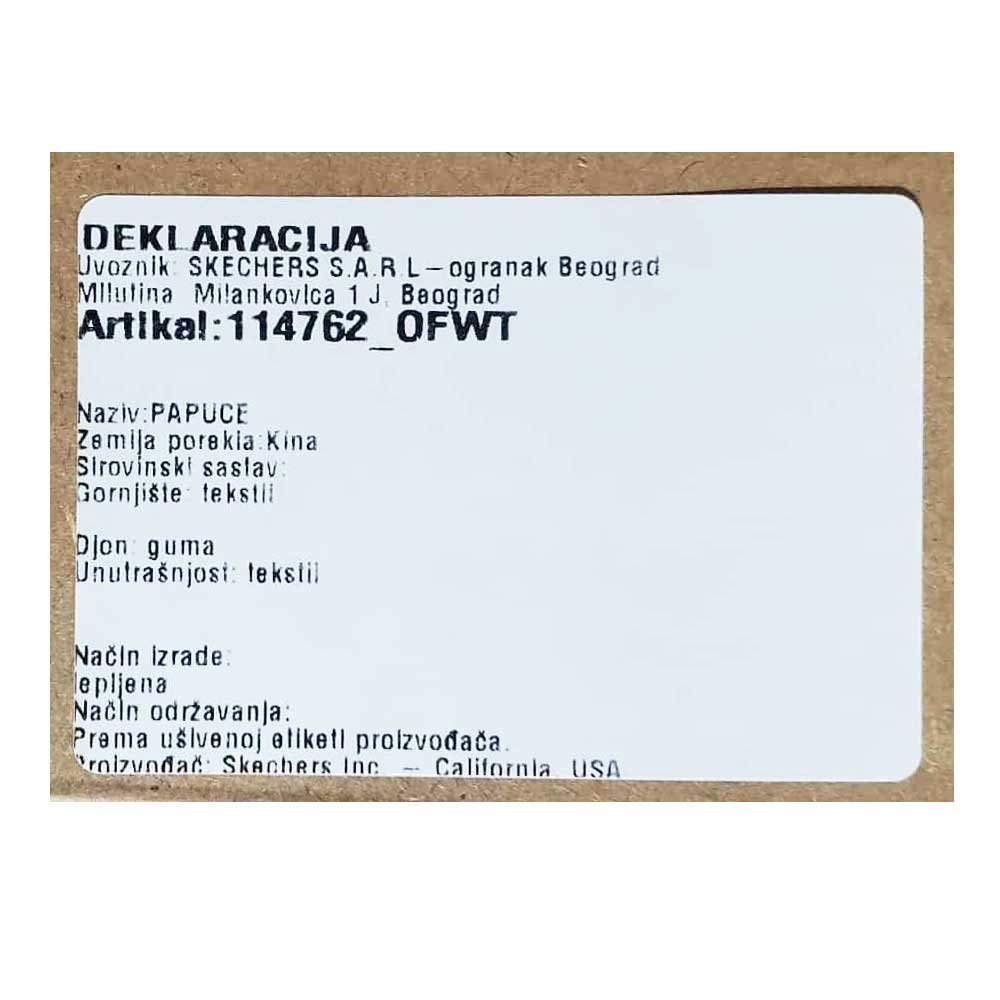 DEKLARACIJA
Uvoznik: SKECHERS S.A.R.L-ogranak Beograd
Milutina Milankovica 1 J, Beograd
Artikal:114762_OFWT
Naziv:PAPUCE
Zemlja porekla:Kina
Sirovinski sastav:
Gornjište: tekstil
Djon: guma
Unutrašnjost: tekstil
Način izrade:
lepljena
Način održavanja:
Prema ušivenoj etiketi proizvođača.
Proizvođač: Skechers Inc. - California, USA